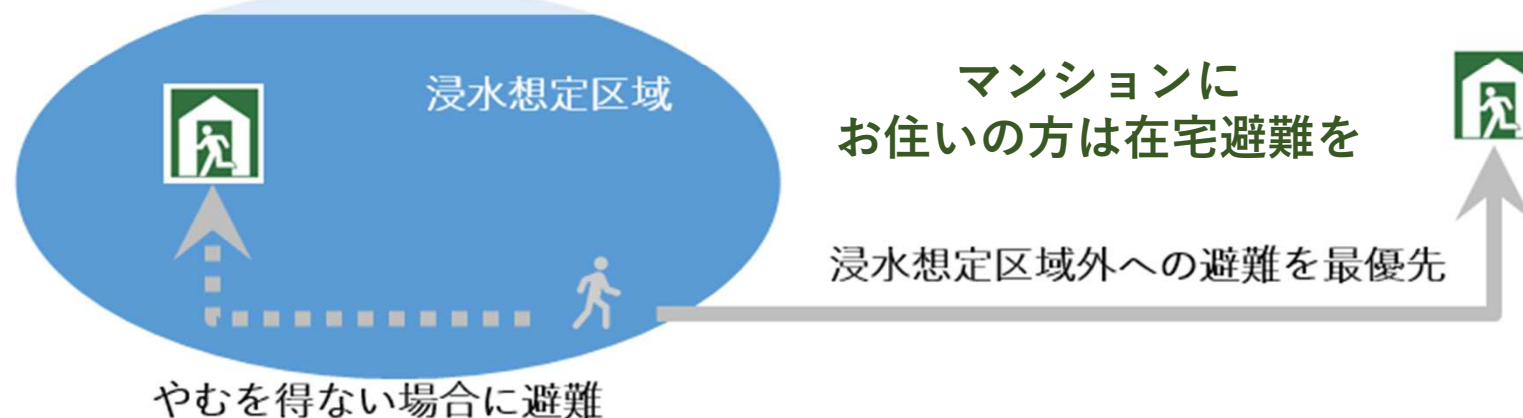 浸水想定区域
マンションに
お住いの方は在宅避難を
浸水想定区域外への避難を最優先
やむを得ない場合に避難